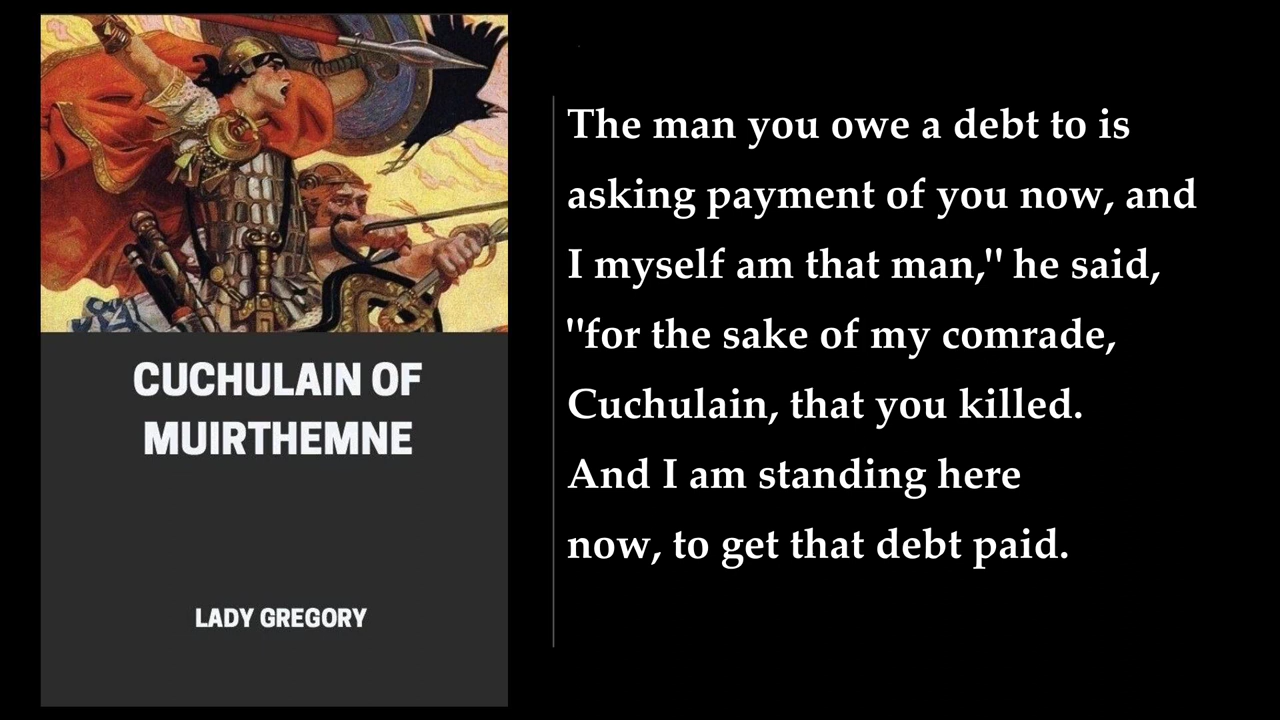 CUCHULAIN OF
MUIRTHEMNE
LADY GREGORY
The man you owe a debt to is
asking payment of you now, and
I myself am that man," he said,
"for the sake of my comrade,
Cuchulain, that you killed.
And I am standing here
now, to get that debt paid.